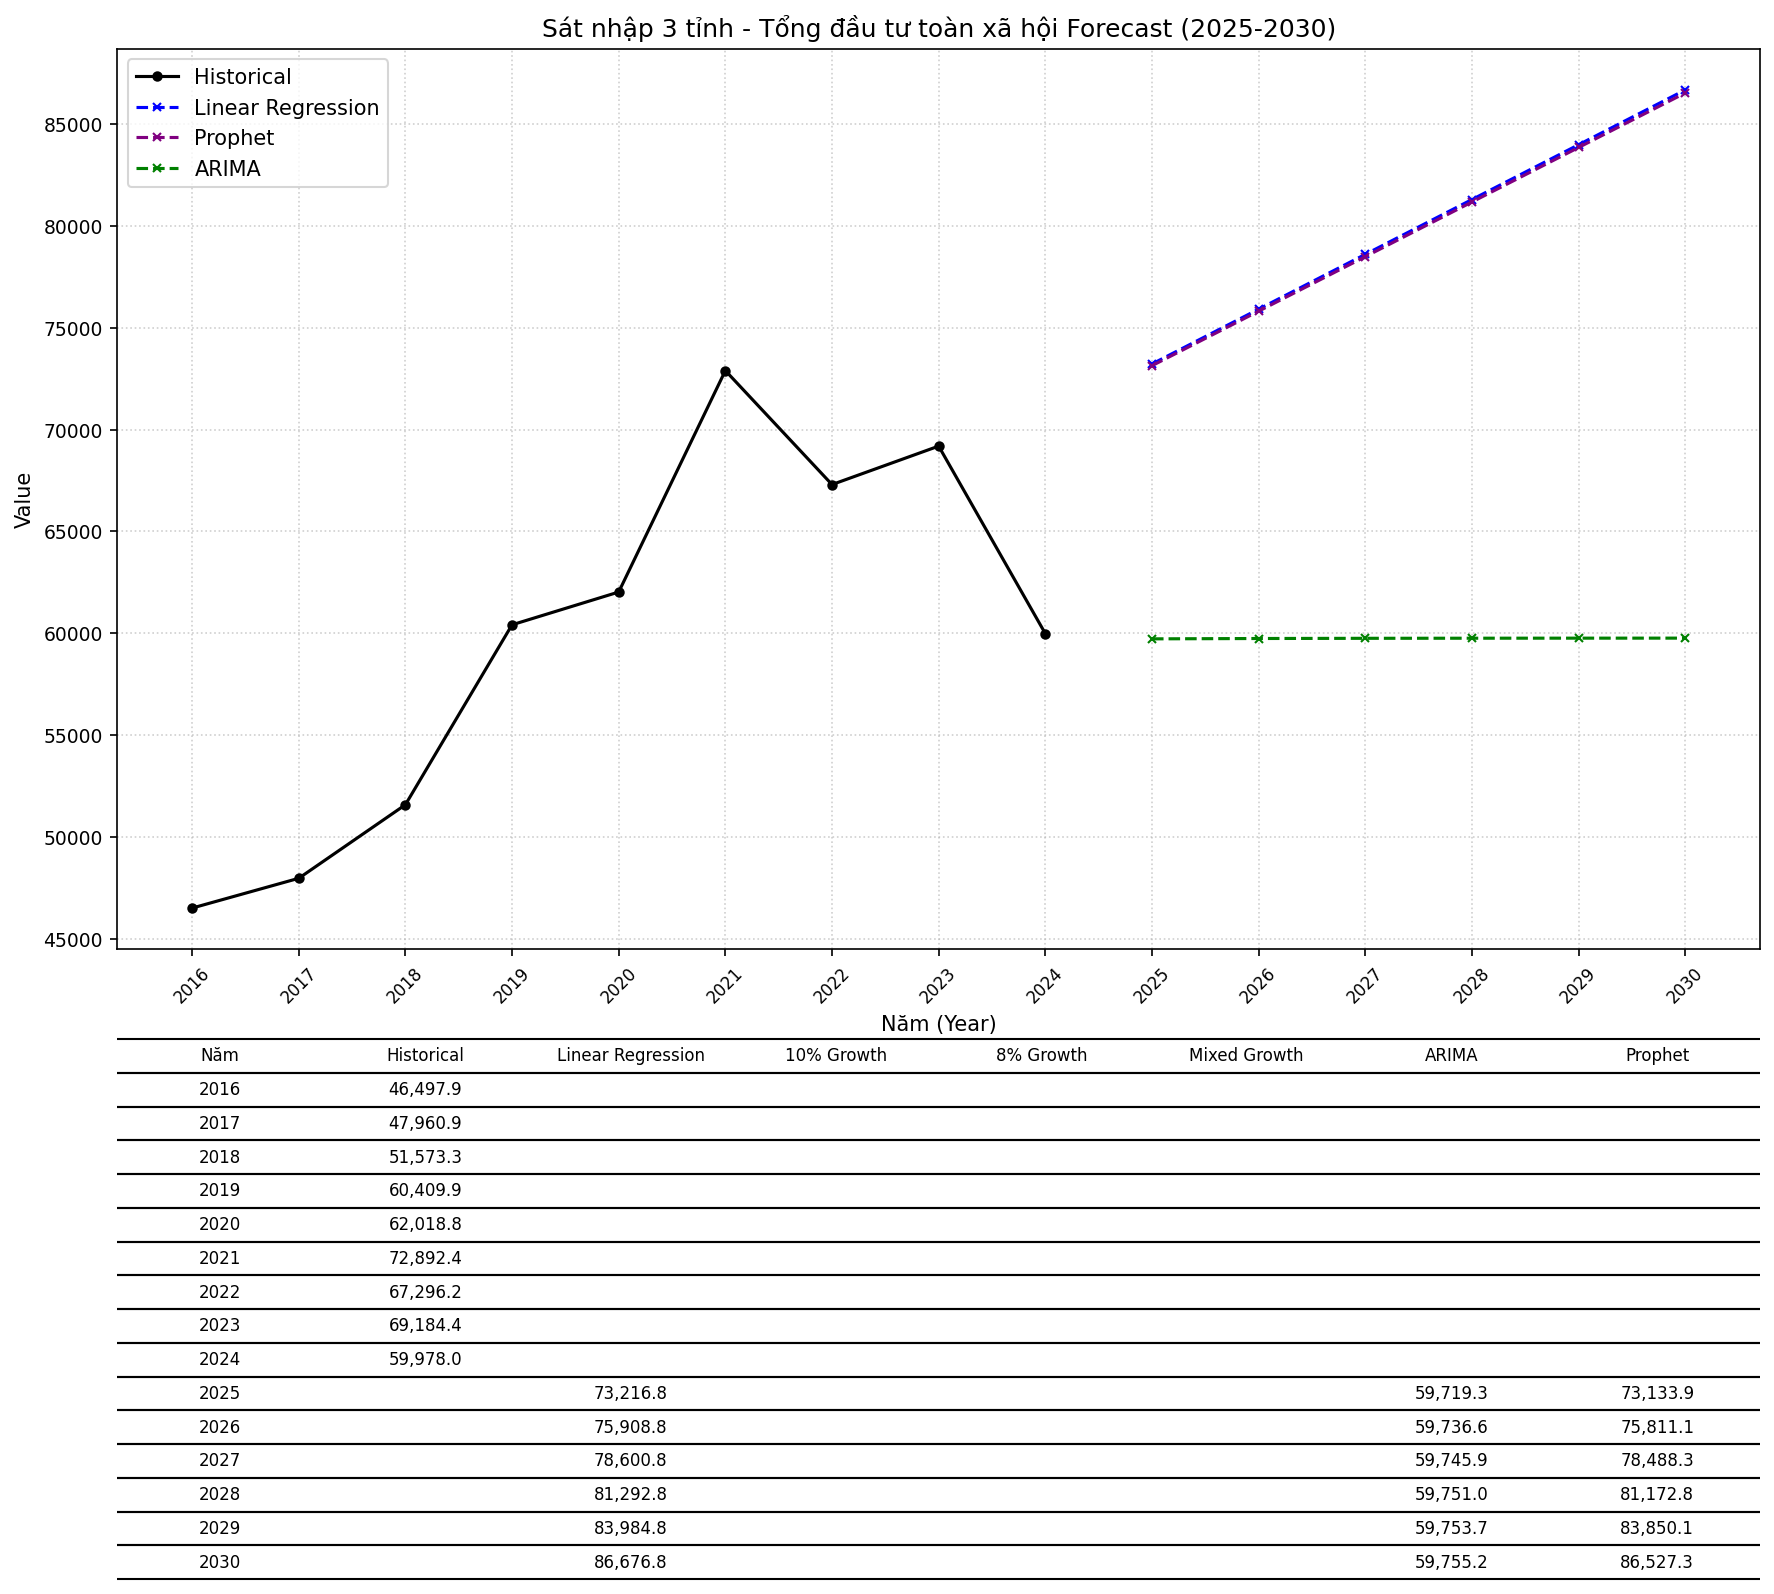 Sát nhập 3 tỉnh - Tổng đầu tư toàn xã hội Forecast (2025-2030)
Historical
Linear Regression
Prophet
ARIMA
Value
85000
80000
75000
70000
65000
60000
55000
50000
45000
2016 2017 2018 2019 2020 2021 2022 2023 2024 2025 2026 2027 2028 2029 2030
Năm (Year)
Năm Historical Linear Regression 10% Growth 8% Growth Mixed Growth ARIMA Prophet
2016 46,497.9
2017 47,960.9
2018 51,573.3
2019 60,409.9
2020 62,018.8
2021 72,892.4
2022 67,296.2
2023 69,184.4
2024 59,978.0
2025 73,216.8 59,719.3 73,133.9
2026 75,908.8 59,736.6 75,811.1
2027 78,600.8 59,745.9 78,488.3
2028 81,292.8 59,751.0 81,172.8
2029 83,984.8 59,753.7 83,850.1
2030 86,676.8 59,755.2 86,527.3